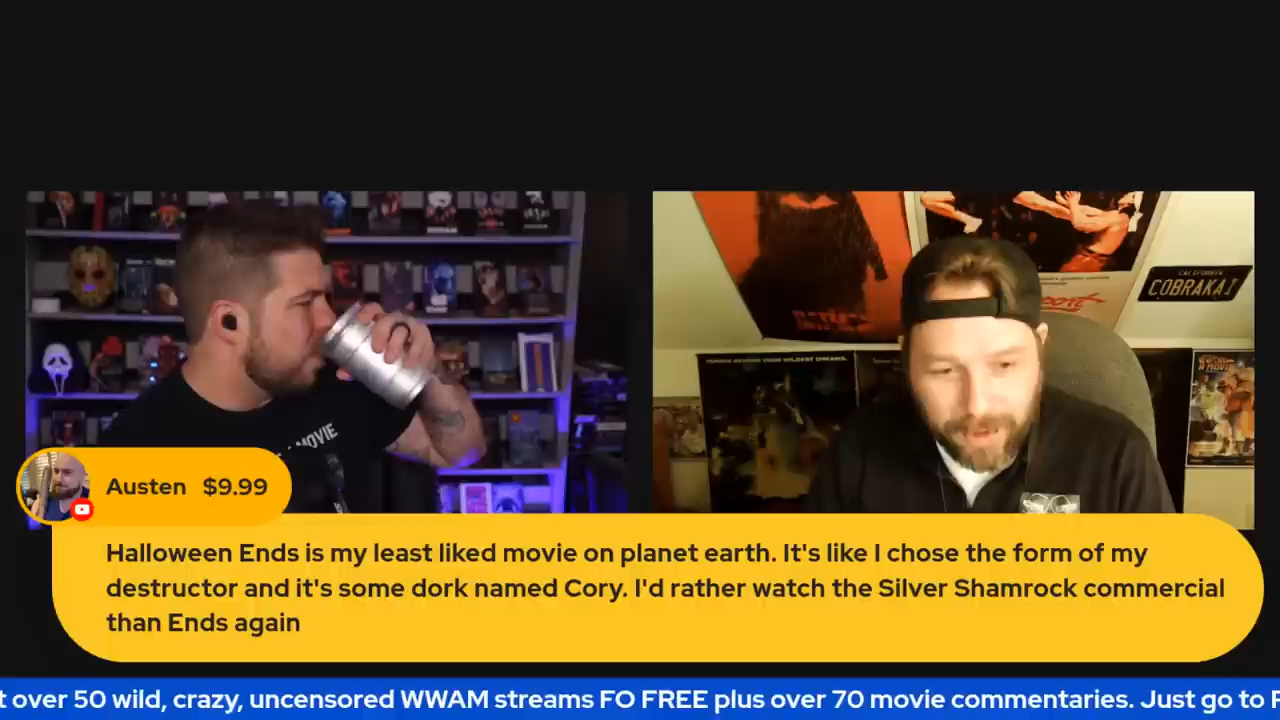 CALIFORNIA
COBRAKAI
MOVIE
Austen $9.99
Halloween Ends is my least liked movie on planet earth. It's like I chose the form of my
destructor and it's some dork named Cory. I'd rather watch the Silver Shamrock commercial
than Ends again
t over 50 wild, crazy, uncensored WWAM streams FO FREE plus over 70 movie commentaries. Just go to